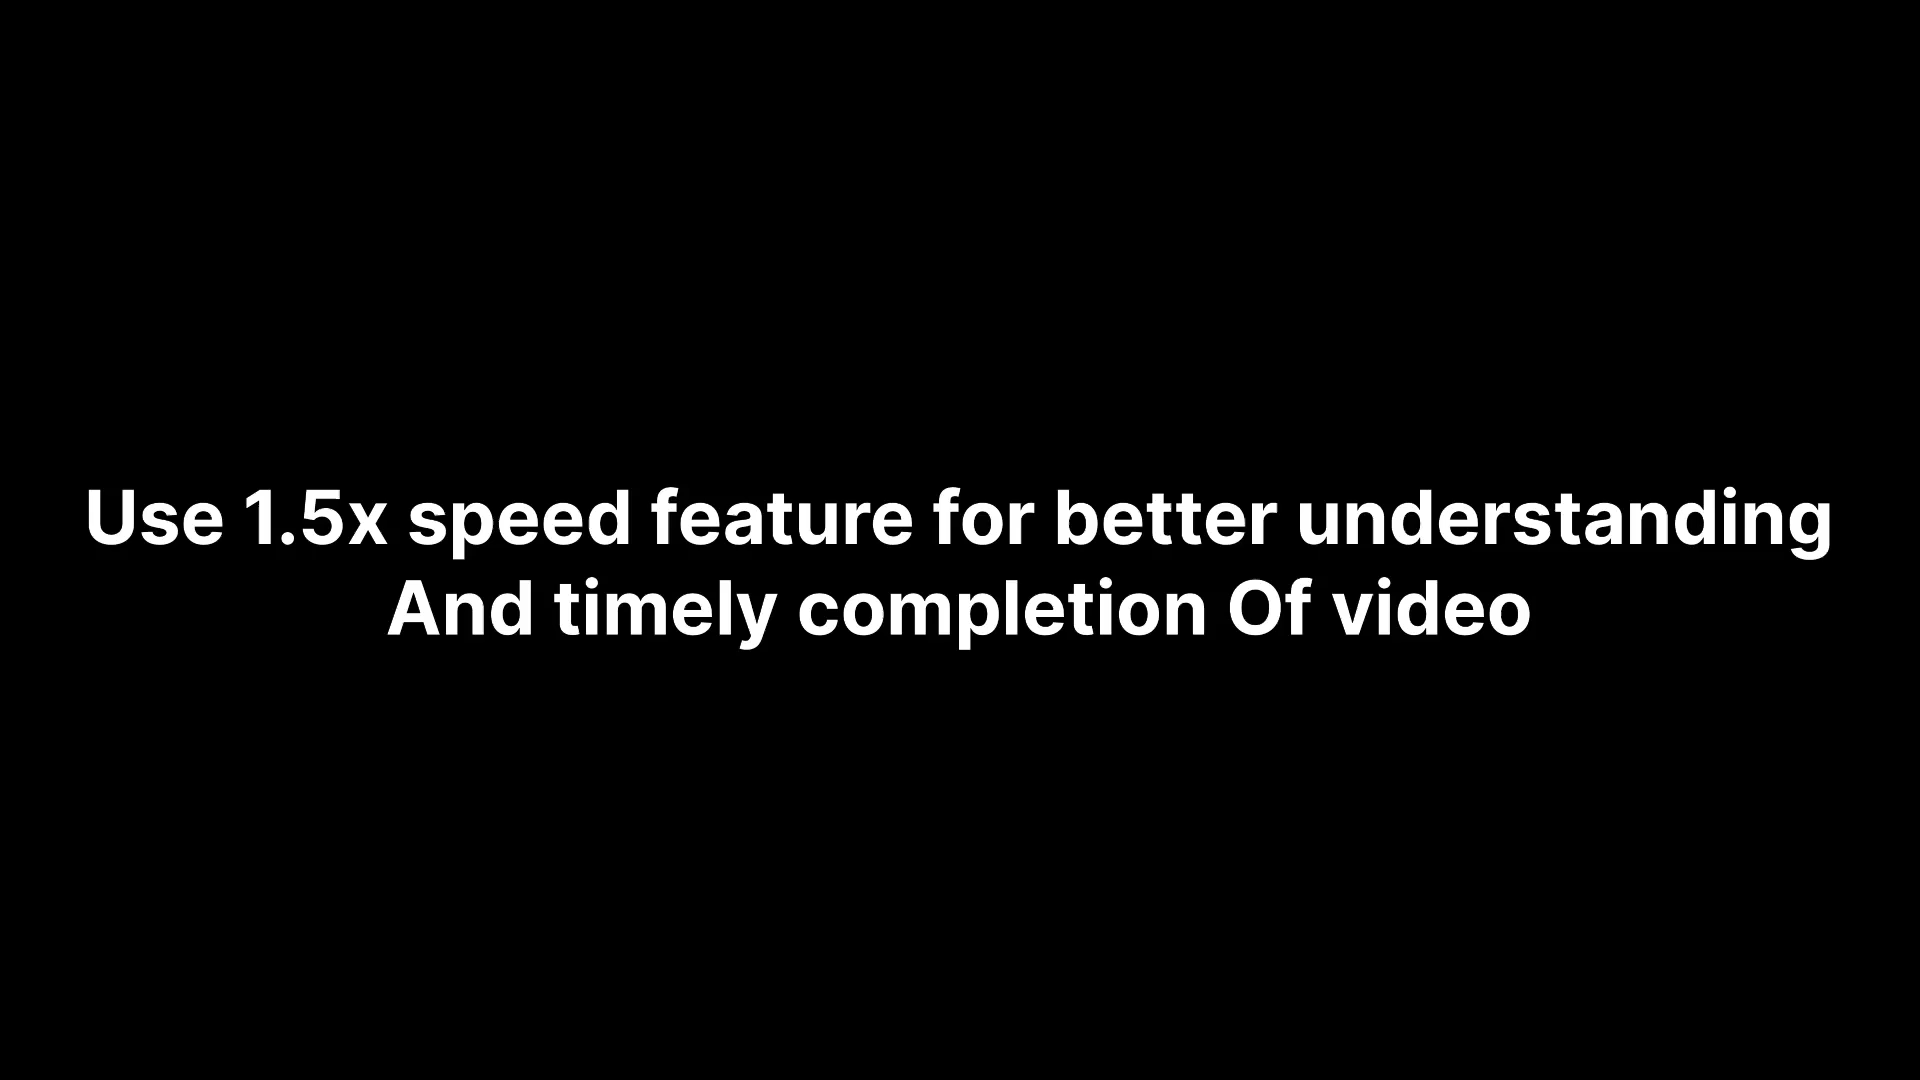 Use 1.5x speed feature for better understanding
And timely completion Of video